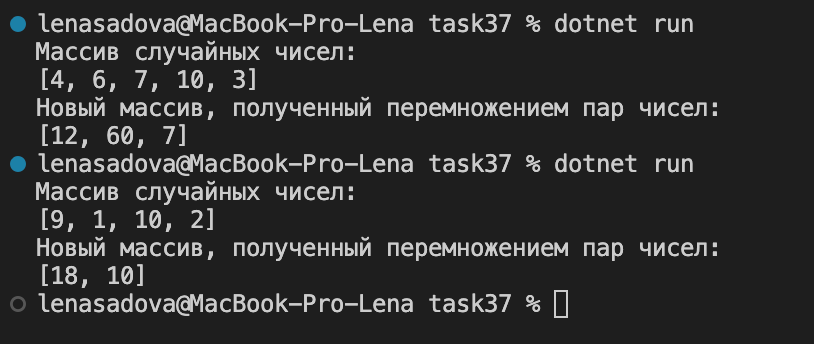 lenasadova@MacBook-Pro-Lena task37 % dotnet run
Массив случайных чисел:
[4, 6, 7, 10, 3]
Новый массив, полученный перемножением пар чисел:
[12, 60, 7]
lenasadova@MacBook-Pro-Lena task37 % dotnet run
Массив случайных чисел:
[9, 1, 10, 2]
Новый массив, полученный перемножением пар чисел:
[18, 10]
lenasadova@MacBook-Pro-Lena task37 %